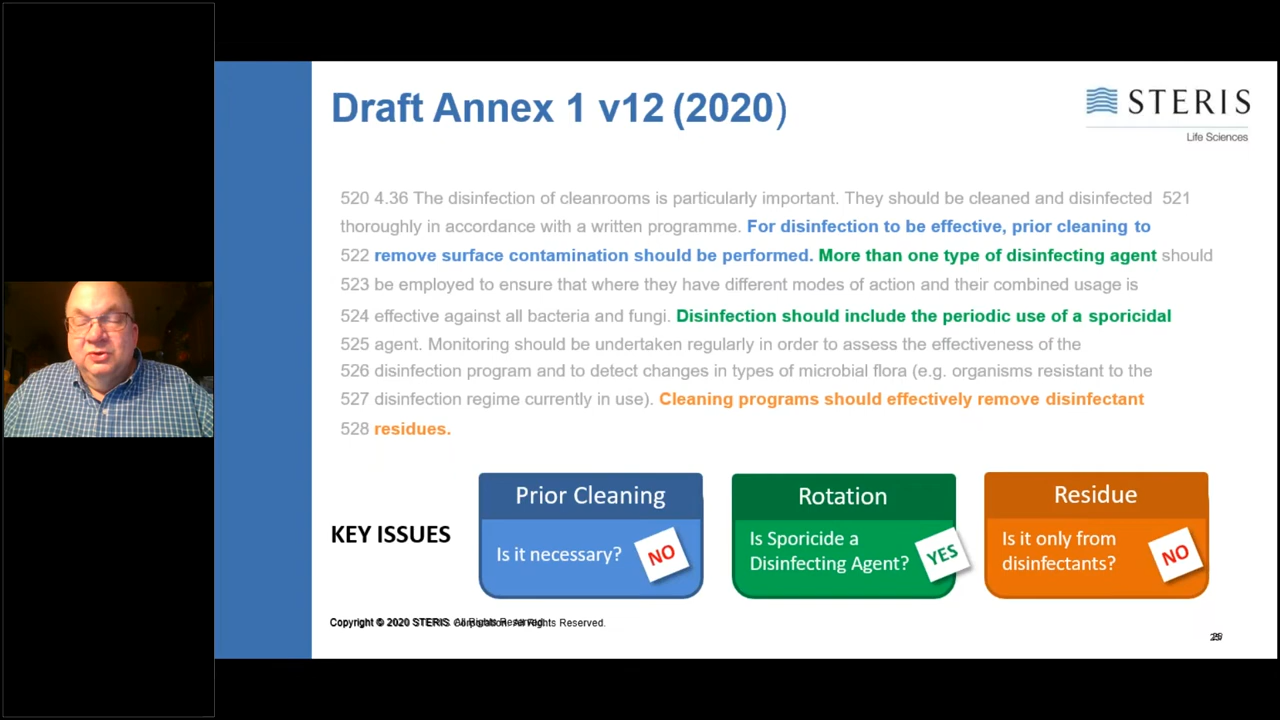 Draft Annex 1 v12 (2020)
STERIS
Life Sciences
520 4.36 The disinfection of cleanrooms is particularly important. They should be cleaned and disinfected 521
thoroughly in accordance with a written programme. For disinfection to be effective, prior cleaning to
522 remove surface contamination should be performed. More than one type of disinfecting agent should
523 be employed to ensure that where they have different modes of action and their combined usage is
524 effective against all bacteria and fungi. Disinfection should include the periodic use of a sporicidal
525 agent. Monitoring should be undertaken regularly in order to assess the effectiveness of the
526 disinfection program and to detect changes in types of microbial flora (e.g. organisms resistant to the
527 disinfection regime currently in use). Cleaning programs should effectively remove disinfectant
528 residues.
KEY ISSUES
Prior Cleaning
Is it necessary?
NO
Rotation
Is Sporicide a
Disinfecting Agent?
YES
Residue
Is it only from
disinfectants?
NO
Copyright © 2020 STERIS Corporation. All Rights Reserved.